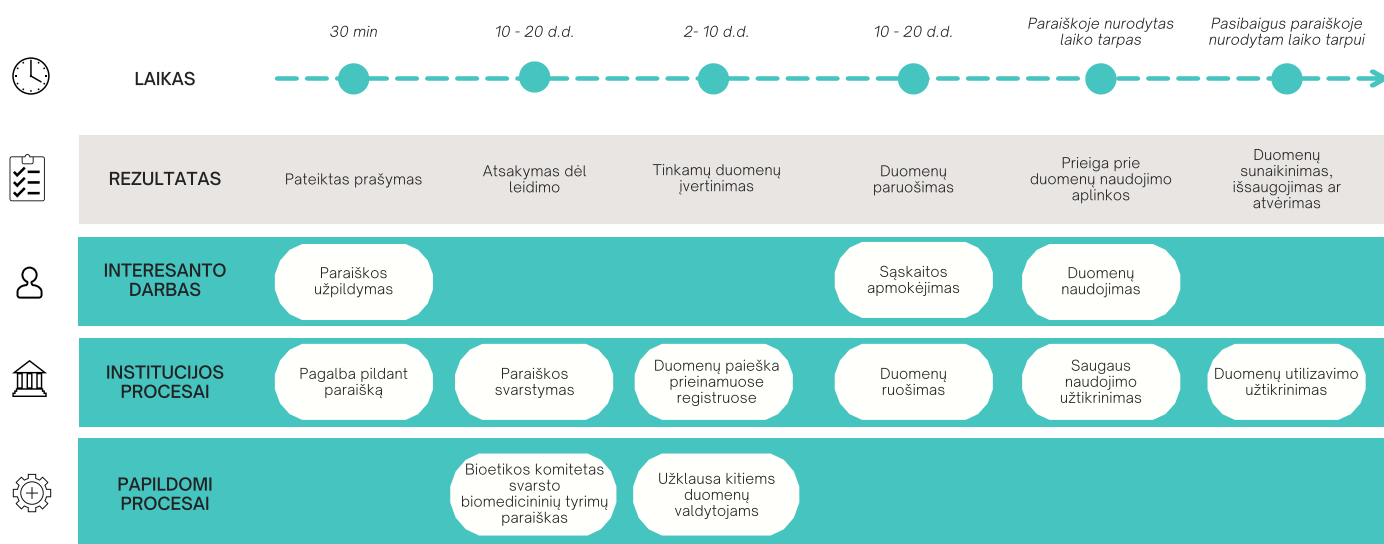 30 min
10 - 20 d.d.
2- 10 d.d.
10 - 20 d.d.
Paraiškoje nurodytas
laiko tarpas
Pasibaigus paraiškoje
nurodytam laiko tarpui
LAIKAS
REZULTATAS
Pateiktas prašymas
Atsakymas dėl
leidimo
Tinkamų duomenų
įvertinimas
Duomenų
paruošimas
Prieiga prie
duomenų naudojimo
aplinkos
Duomenų
sunaikinimas,
išsaugojimas ar
atvėrimas
INTERESANTO
DARBAS
Paraiškos
užpildymas
Sąskaitos
apmokėjimas
Duomenų
naudojimas
INSTITUCIJOS
PROCESAI
Pagalba pildant
paraišką
Paraiškos
svarstymas
Duomenų paieška
prieinamuose
registruose
Duomenų
ruošimas
Saugaus
naudojimo
užtikrinimas
Duomenų utilizavimo
užtikrinimas
PAPILDOMI
PROCESAI
Bioetikos komitetas
svarsto
biomedicininių tyrimų
paraiškas
Užklausa kitiems
duomenų
valdytojams